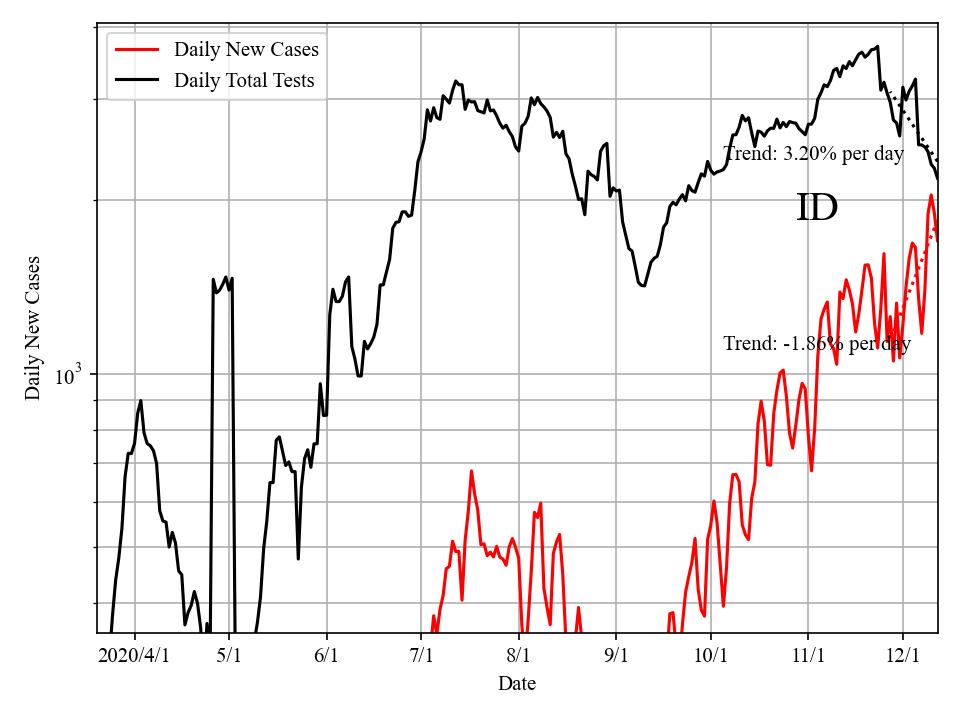 Daily New Cases
Daily Total Tests
Trend: 3.20% per day
ID
Trend: -1.86% per day
Daily New Cases
10^3
2020/4/1 5/1 6/1 7/1 8/1 9/1 10/1 11/1 12/1
Date